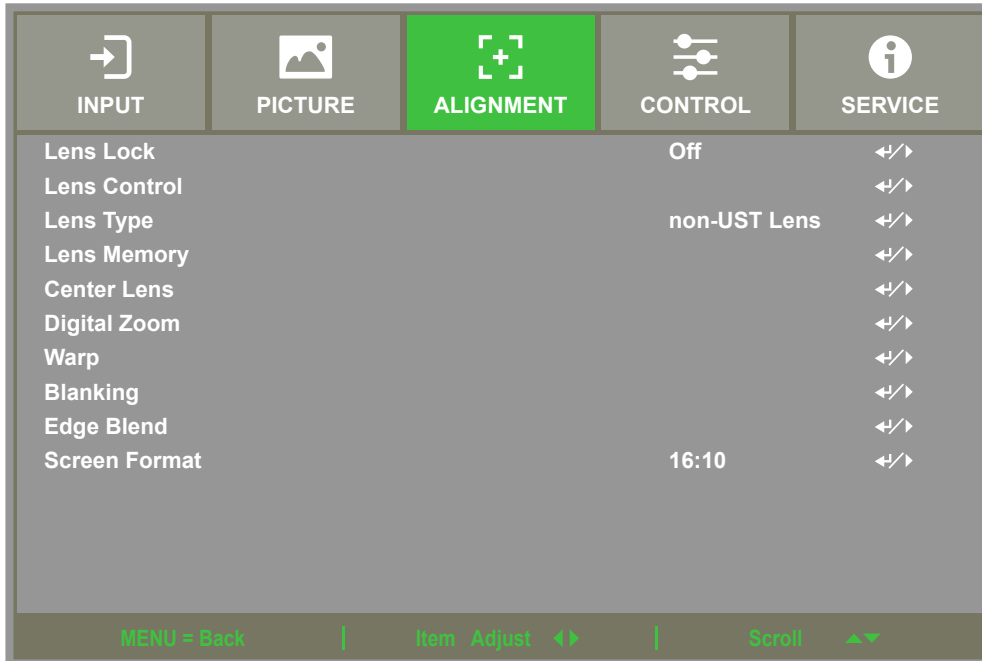 INPUT PICTURE ALIGNMENT CONTROL SERVICE
Lens Lock Off
Lens Control
Lens Type non-UST Lens
Lens Memory
Center Lens
Digital Zoom
Warp
Blanking
Edge Blend
Screen Format 16:10
MENU = Back | Item Adjust | Scroll